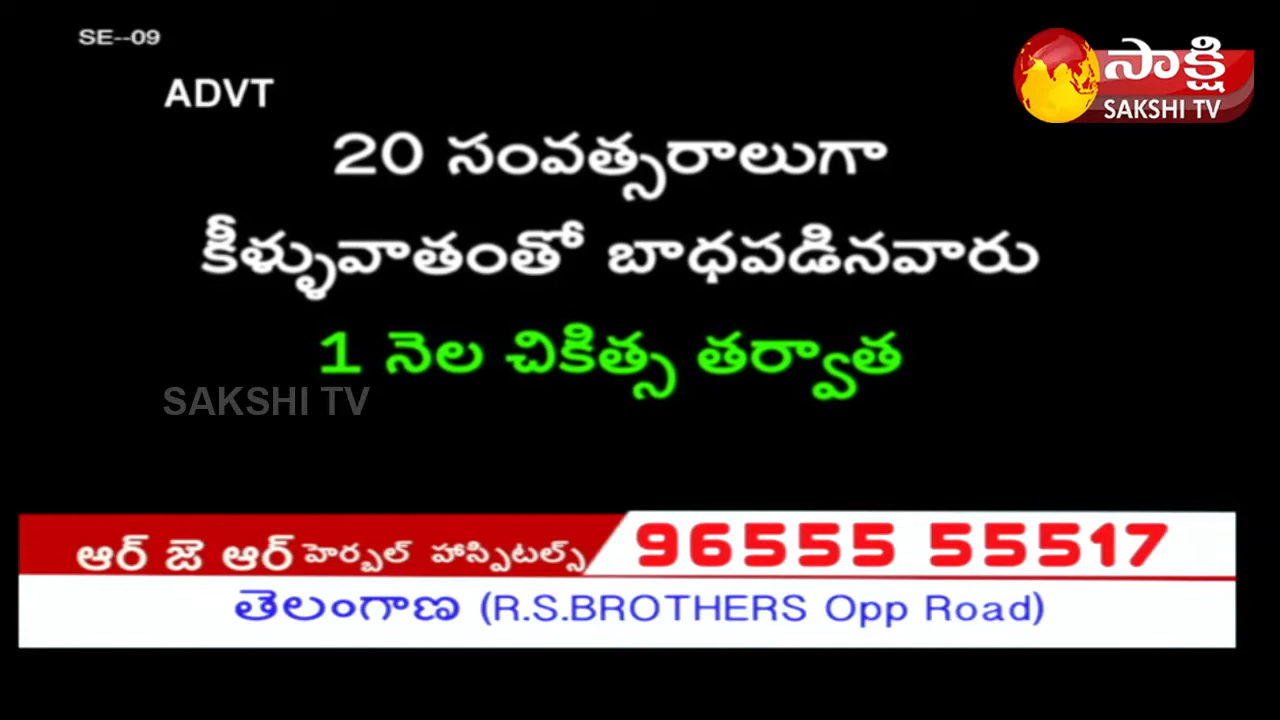 SE--09
సాక్షి
SAKSHI TV
ADVT
20 సంవత్సరాలుగా
కీళ్ళువాతంతో బాధపడినవారు
1 నెల చికిత్స తర్వాత
SAKSHI TV
ఆర్ జె ఆర్ హెర్బల్ హాస్పిటల్స్ 96555 55517
తెలంగాణ (R.S.BROTHERS Opp Road)